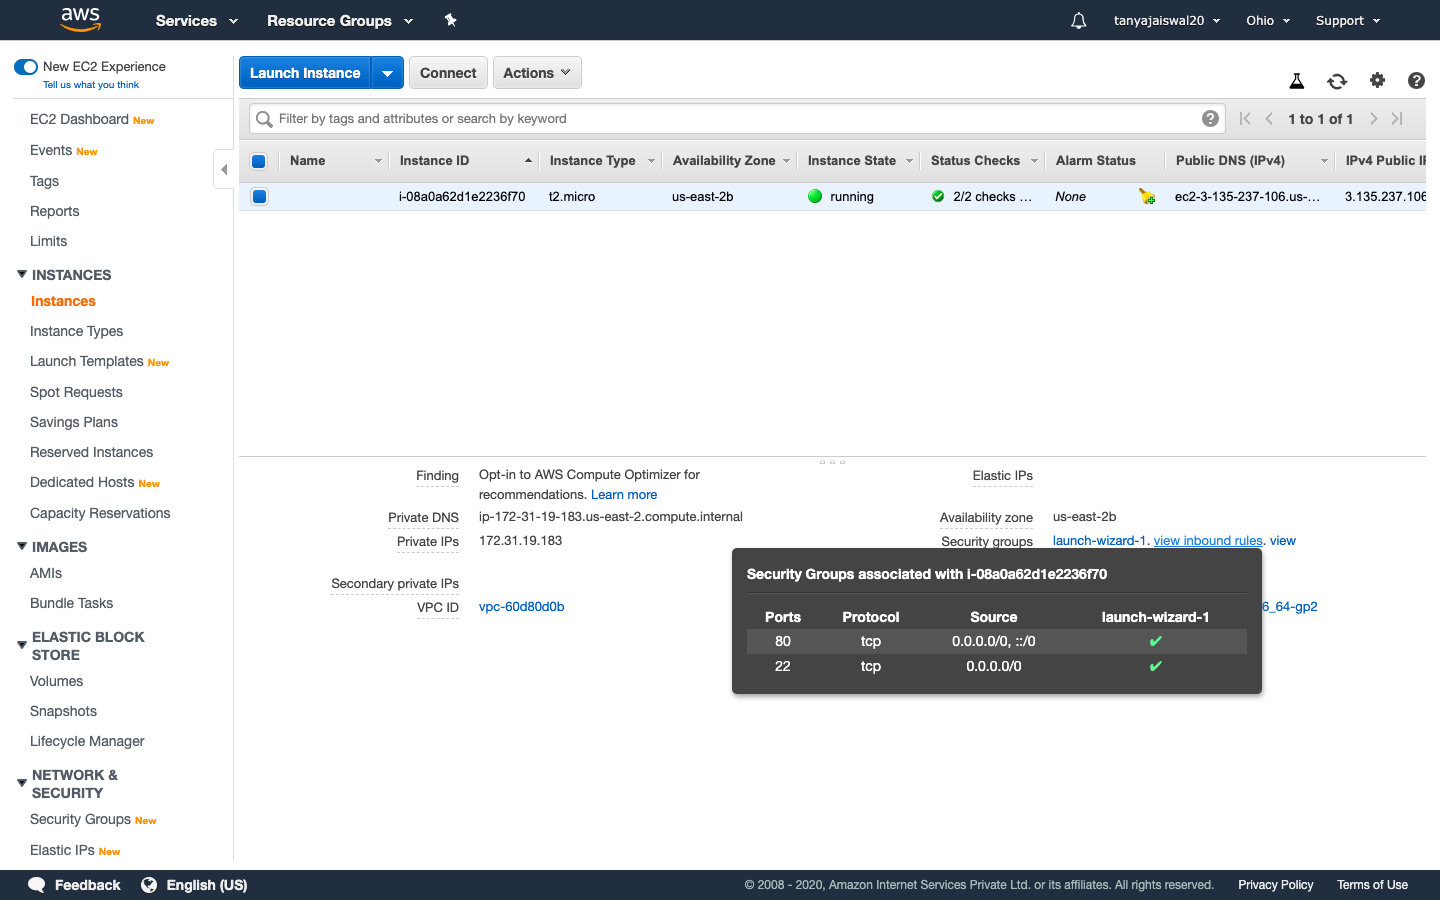 aws Services Resource Groups tanyajaiswal20 Ohio Support
New EC2 Experience
Tell us what you think
EC2 Dashboard New
Events New
Tags
Reports
Limits
INSTANCES
Instances
Instance Types
Launch Templates New
Spot Requests
Savings Plans
Reserved Instances
Dedicated Hosts New
Capacity Reservations
IMAGES
AMIs
Bundle Tasks
ELASTIC BLOCK
STORE
Volumes
Snapshots
Lifecycle Manager
NETWORK &
SECURITY
Security Groups New
Elastic IPs New
Launch Instance Connect Actions
Filter by tags and attributes or search by keyword 1 to 1 of 1
Name Instance ID Instance Type Availability Zone Instance State Status Checks Alarm Status Public DNS (IPv4) IPv4 Public IP
i-08a0a62d1e2236f70 t2.micro us-east-2b running 2/2 checks ... None ec2-3-135-237-106.us-... 3.135.237.106
Finding Opt-in to AWS Compute Optimizer for
recommendations. Learn more
Elastic IPs
Private DNS ip-172-31-19-183.us-east-2.compute.internal Availability zone us-east-2b
Private IPs 172.31.19.183 Security groups launch-wizard-1. view inbound rules. view
Secondary private IPs
VPC ID vpc-60d80d0b 6_64-gp2
Security Groups associated with i-08a0a62d1e2236f70
Ports Protocol Source launch-wizard-1
80 tcp 0.0.0.0/0, ::/0 ✔
22 tcp 0.0.0.0/0 ✔
Feedback English (US) © 2008 - 2020, Amazon Internet Services Private Ltd. or its affiliates. All rights reserved. Privacy Policy Terms of Use